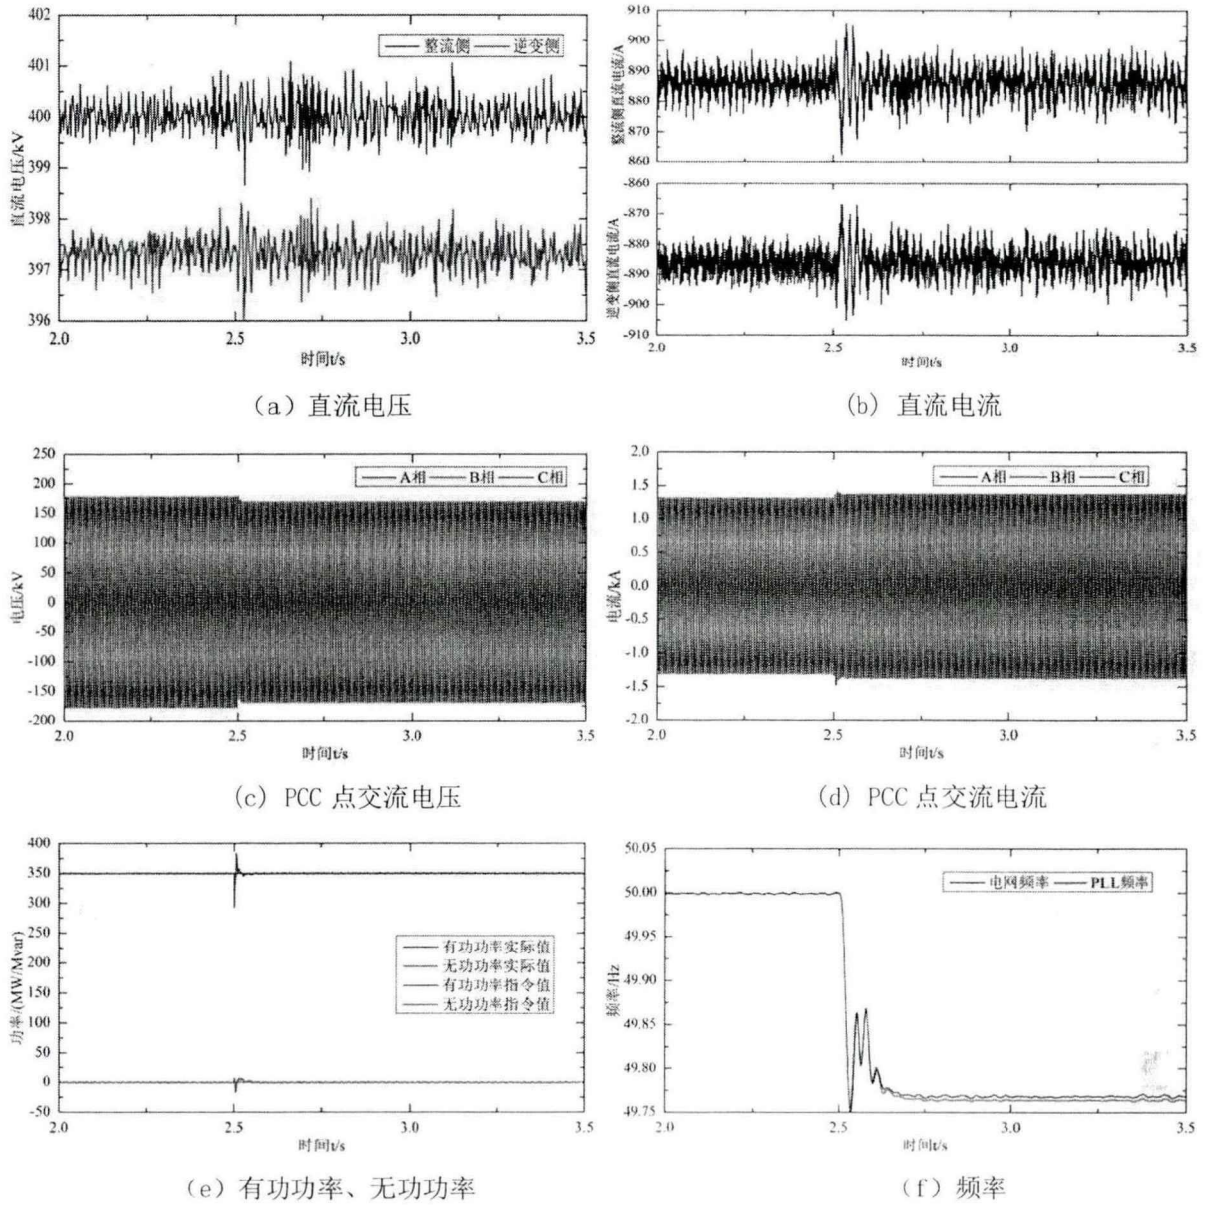 402
401
400
399
398
397
396
直流电压/kV
整流侧 逆变侧
2.0 2.5 3.0 3.5
时间t/s
(a) 直流电压
910
900
890
880
870
860
整流侧直流电流/A
-860
-870
-880
-890
-900
-910
逆变侧直流电流/A
2.0 2.5 3.0 3.5
时间t/s
(b) 直流电流
250
200
150
100
50
0
-50
-100
-150
-200
电压/kV
A相 B相 C相
2.0 2.5 3.0 3.5
时间t/s
(c) PCC 点交流电压
2.0
1.5
1.0
0.5
0.0
-0.5
-1.0
-1.5
-2.0
电流/kA
A相 B相 C相
2.0 2.5 3.0 3.5
时间t/s
(d) PCC 点交流电流
400
350
300
250
200
150
100
50
0
-50
功率/(MW/Mvar)
有功功率实际值
无功功率实际值
有功功率指令值
无功功率指令值
2.0 2.5 3.0 3.5
时间t/s
(e) 有功功率、无功功率
50.05
50.00
49.95
49.90
49.85
49.80
49.75
频率/Hz
电网频率 PLL频率
2.0 2.5 3.0 3.5
时间t/s
(f) 频率